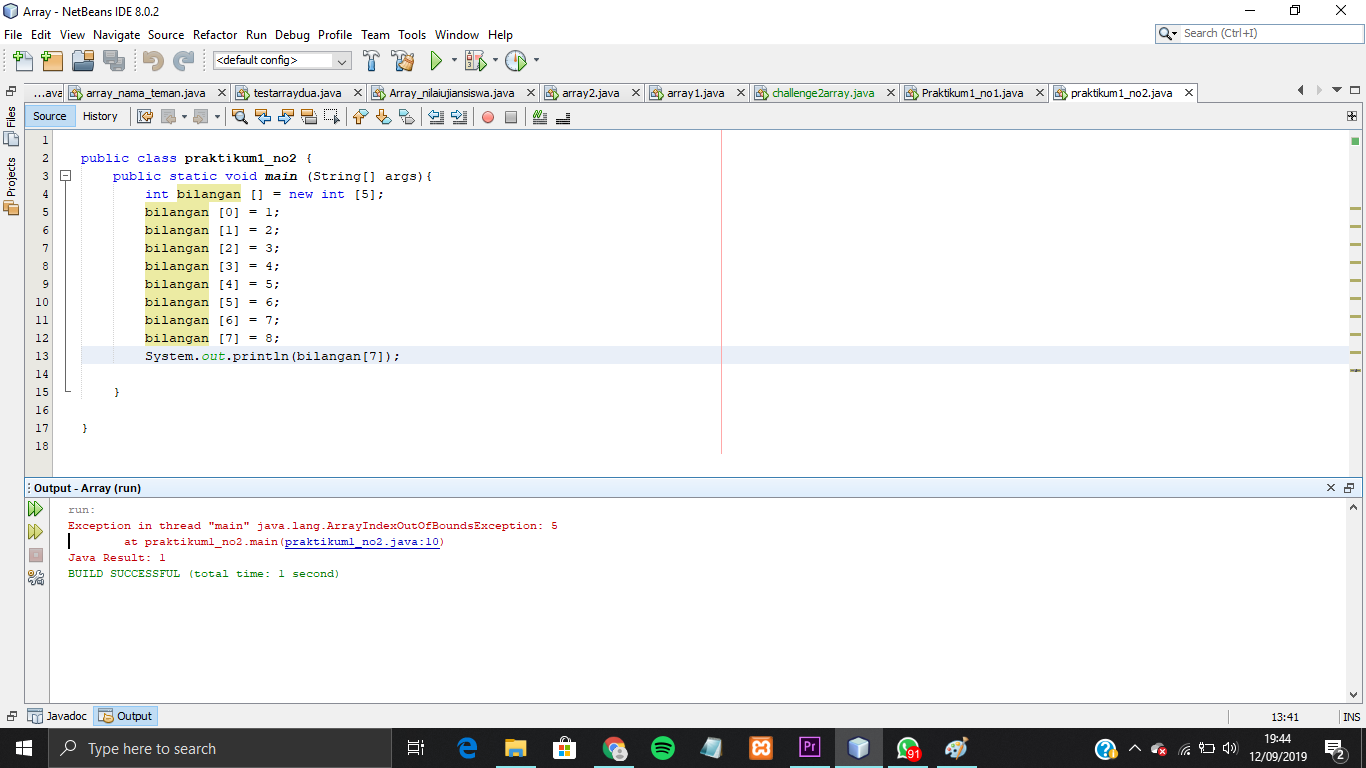 Array - NetBeans IDE 8.0.2
File Edit View Navigate Source Refactor Run Debug Profile Team Tools Window Help
Search (Ctrl+I)
<default config>
...ava array_nama_teman.java testarraydua.java Array_nilaiujiansiswa.java array2.java array1.java challenge2array.java Praktikum1_no1.java praktikum1_no2.java
Files
Projects
Source History
1
2 public class praktikum1_no2 {
3 public static void main (String[] args){
4 int bilangan [] = new int [5];
5 bilangan [0] = 1;
6 bilangan [1] = 2;
7 bilangan [2] = 3;
8 bilangan [3] = 4;
9 bilangan [4] = 5;
10 bilangan [5] = 6;
11 bilangan [6] = 7;
12 bilangan [7] = 8;
13 System.out.println(bilangan[7]);
14
15 }
16
17 }
18
Output - Array (run)
run:
Exception in thread "main" java.lang.ArrayIndexOutOfBoundsException: 5
at praktikum1_no2.main(praktikum1_no2.java:10)
Java Result: 1
BUILD SUCCESSFUL (total time: 1 second)
Javadoc Output
13:41 INS
Type here to search
Pr
91
19:44
12/09/2019
2